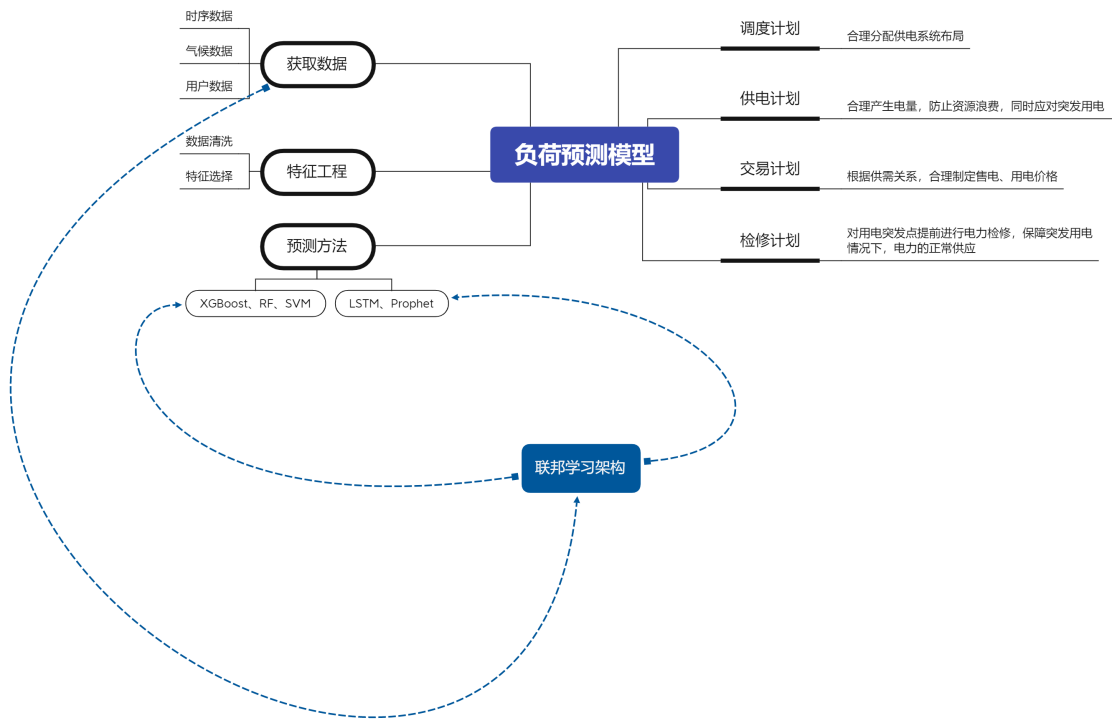 时序数据
气候数据
用户数据
获取数据
数据清洗
特征选择
特征工程
预测方法
XGBoost、RF、SVM
LSTM、Prophet
负荷预测模型
调度计划
合理分配供电系统布局
供电计划
合理产生电量，防止资源浪费，同时应对突发用电
交易计划
根据供需关系，合理制定售电、用电价格
检修计划
对用电突发点提前进行电力检修，保障突发用电
情况下，电力的正常供应
联邦学习架构